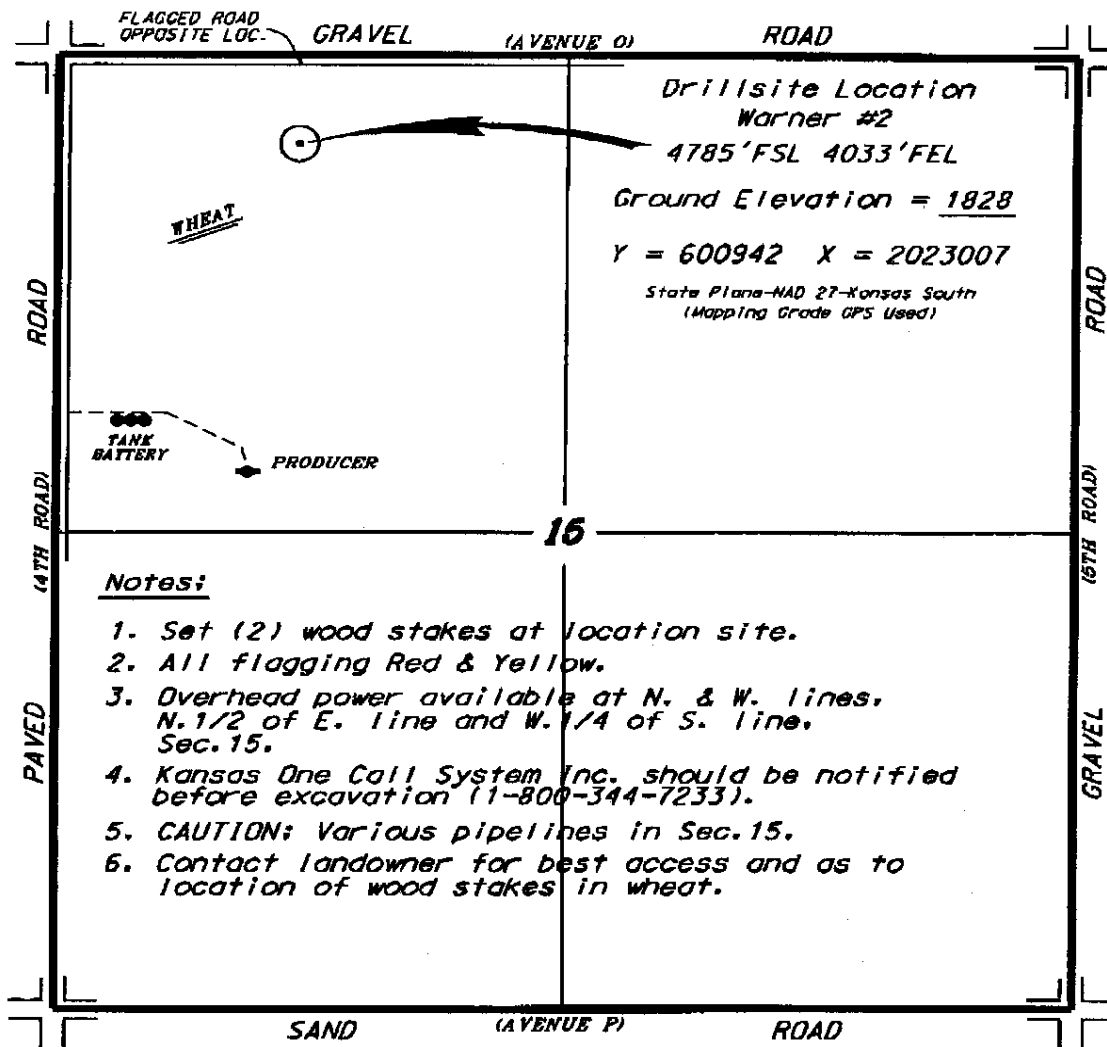 FLAGGED ROAD
OPPOSITE LOC.
GRAVEL (AVENUE O) ROAD
Drillsite Location
Warner #2
4785'FSL 4033'FEL
Ground Elevation = 1828
Y = 600942 X = 2023007
State Plane-NAD 27-Kansas South
(Mapping Grade GPS Used)
WHEAT
ROAD
ROAD
TANK
BATTERY
PRODUCER
(4TH ROAD)
(5TH ROAD)
15
PAVED
GRAVEL
Notes:
1. Set (2) wood stakes at location site.
2. All flagging Red & Yellow.
3. Overhead power available at N. & W. lines,
N.1/2 of E. line and W.1/4 of S. line,
Sec.15.
4. Kansas One Call System Inc. should be notified
before excavation (1-800-344-7233).
5. CAUTION: Various pipelines in Sec.15.
6. Contact landowner for best access and as to
location of wood stakes in wheat.
SAND (AVENUE P) ROAD